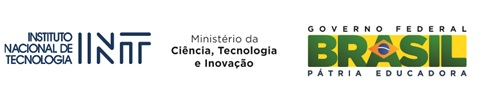 INSTITUTO
NACIONAL DE
TECNOLOGIA
INT
Ministério da
Ciência, Tecnologia
e Inovação
GOVERNO FEDERAL
BRASIL
PÁTRIA EDUCADORA